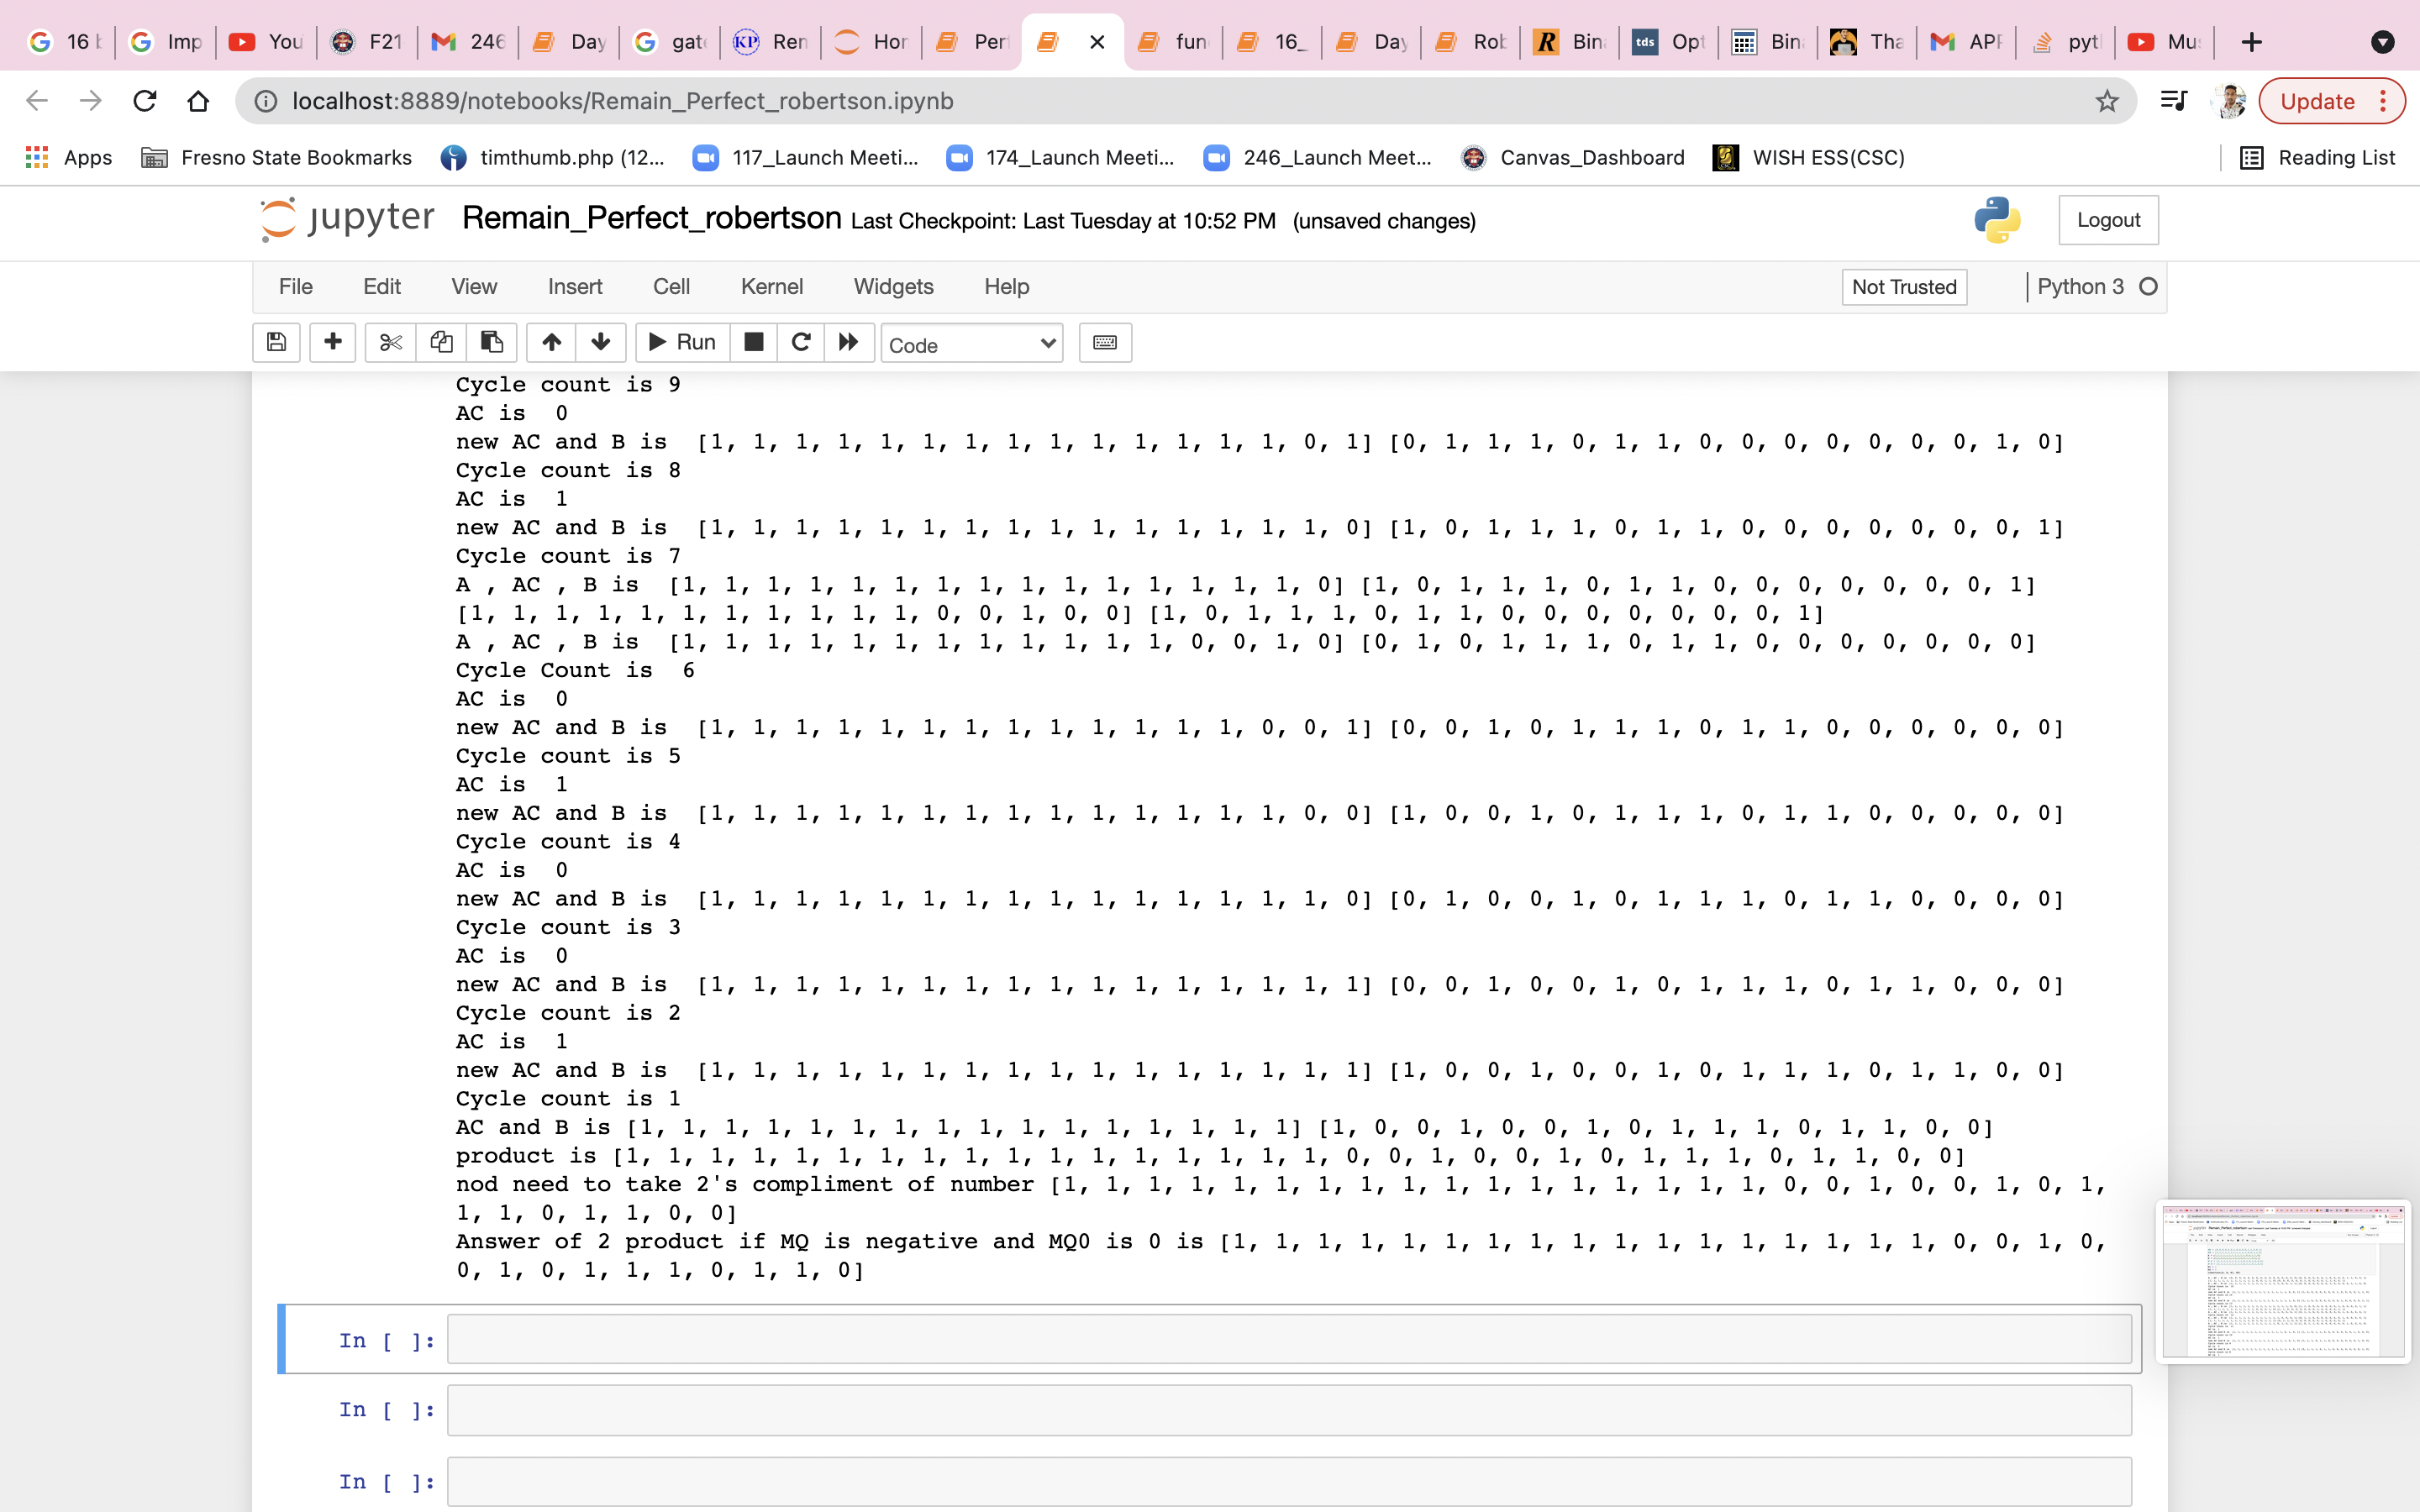 16 b
Imp
You
F21
246
Day
gate
Ren
Hor
Per
fun
16_
Day
Rob
Bin
Opt
Bin
Tha
APP
pyt
Mus
localhost:8889/notebooks/Remain_Perfect_robertson.ipynb
Update
Apps
Fresno State Bookmarks
timthumb.php (12...
117_Launch Meeti...
174_Launch Meeti...
246_Launch Meet...
Canvas_Dashboard
WISH ESS(CSC)
Reading List
jupyter Remain_Perfect_robertson Last Checkpoint: Last Tuesday at 10:52 PM (unsaved changes)
Logout
File Edit View Insert Cell Kernel Widgets Help
Not Trusted
Python 3
Run
Code
Cycle count is 9
AC is  0
new AC and B is  [1, 1, 1, 1, 1, 1, 1, 1, 1, 1, 1, 1, 1, 1, 0, 1] [0, 1, 1, 1, 0, 1, 1, 0, 0, 0, 0, 0, 0, 0, 1, 0]
Cycle count is 8
AC is  1
new AC and B is  [1, 1, 1, 1, 1, 1, 1, 1, 1, 1, 1, 1, 1, 1, 1, 0] [1, 0, 1, 1, 1, 0, 1, 1, 0, 0, 0, 0, 0, 0, 0, 1]
Cycle count is 7
A , AC , B is  [1, 1, 1, 1, 1, 1, 1, 1, 1, 1, 1, 1, 1, 1, 1, 0] [1, 0, 1, 1, 1, 0, 1, 1, 0, 0, 0, 0, 0, 0, 0, 1]
[1, 1, 1, 1, 1, 1, 1, 1, 1, 1, 1, 0, 0, 1, 0, 0] [1, 0, 1, 1, 1, 0, 1, 1, 0, 0, 0, 0, 0, 0, 0, 1]
A , AC , B is  [1, 1, 1, 1, 1, 1, 1, 1, 1, 1, 1, 1, 0, 0, 1, 0] [0, 1, 0, 1, 1, 1, 0, 1, 1, 0, 0, 0, 0, 0, 0, 0]
Cycle Count is  6
AC is  0
new AC and B is  [1, 1, 1, 1, 1, 1, 1, 1, 1, 1, 1, 1, 1, 0, 0, 1] [0, 0, 1, 0, 1, 1, 1, 0, 1, 1, 0, 0, 0, 0, 0, 0]
Cycle count is 5
AC is  1
new AC and B is  [1, 1, 1, 1, 1, 1, 1, 1, 1, 1, 1, 1, 1, 1, 0, 0] [1, 0, 0, 1, 0, 1, 1, 1, 0, 1, 1, 0, 0, 0, 0, 0]
Cycle count is 4
AC is  0
new AC and B is  [1, 1, 1, 1, 1, 1, 1, 1, 1, 1, 1, 1, 1, 1, 1, 0] [0, 1, 0, 0, 1, 0, 1, 1, 1, 0, 1, 1, 0, 0, 0, 0]
Cycle count is 3
AC is  0
new AC and B is  [1, 1, 1, 1, 1, 1, 1, 1, 1, 1, 1, 1, 1, 1, 1, 1] [0, 0, 1, 0, 0, 1, 0, 1, 1, 1, 0, 1, 1, 0, 0, 0]
Cycle count is 2
AC is  1
new AC and B is  [1, 1, 1, 1, 1, 1, 1, 1, 1, 1, 1, 1, 1, 1, 1, 1] [1, 0, 0, 1, 0, 0, 1, 0, 1, 1, 1, 0, 1, 1, 0, 0]
Cycle count is 1
AC and B is [1, 1, 1, 1, 1, 1, 1, 1, 1, 1, 1, 1, 1, 1, 1, 1] [1, 0, 0, 1, 0, 0, 1, 0, 1, 1, 1, 0, 1, 1, 0, 0]
product is [1, 1, 1, 1, 1, 1, 1, 1, 1, 1, 1, 1, 1, 1, 1, 1, 1, 0, 0, 1, 0, 0, 1, 0, 1, 1, 1, 0, 1, 1, 0, 0]
nod need to take 2's compliment of number [1, 1, 1, 1, 1, 1, 1, 1, 1, 1, 1, 1, 1, 1, 1, 1, 1, 0, 0, 1, 0, 0, 1, 0, 1,
1, 1, 0, 1, 1, 0, 0]
Answer of 2 product if MQ is negative and MQ0 is 0 is [1, 1, 1, 1, 1, 1, 1, 1, 1, 1, 1, 1, 1, 1, 1, 1, 1, 0, 0, 1, 0,
0, 1, 0, 1, 1, 1, 0, 1, 1, 0]
In [ ]:
In [ ]:
In [ ]: